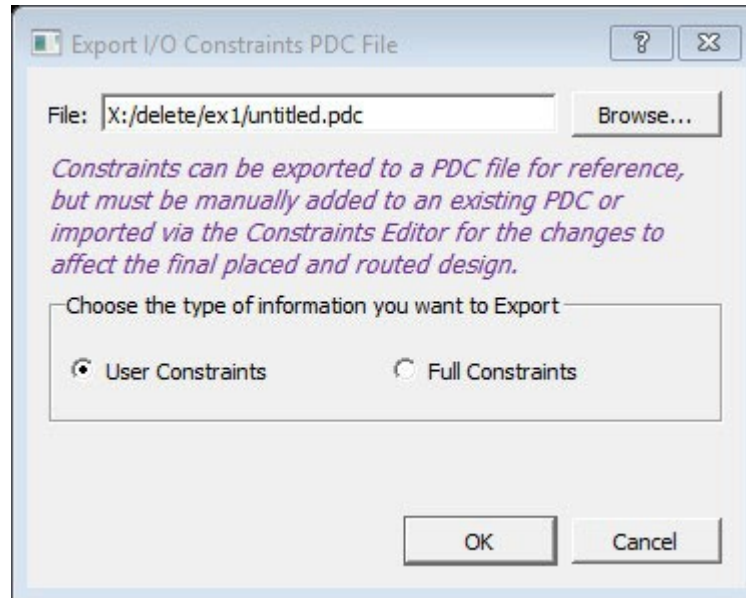 Export I/O Constraints PDC File
File: X:/delete/ex1/untitled.pdc Browse...
Constraints can be exported to a PDC file for reference,
but must be manually added to an existing PDC or
imported via the Constraints Editor for the changes to
affect the final placed and routed design.
Choose the type of information you want to Export
User Constraints Full Constraints
OK Cancel